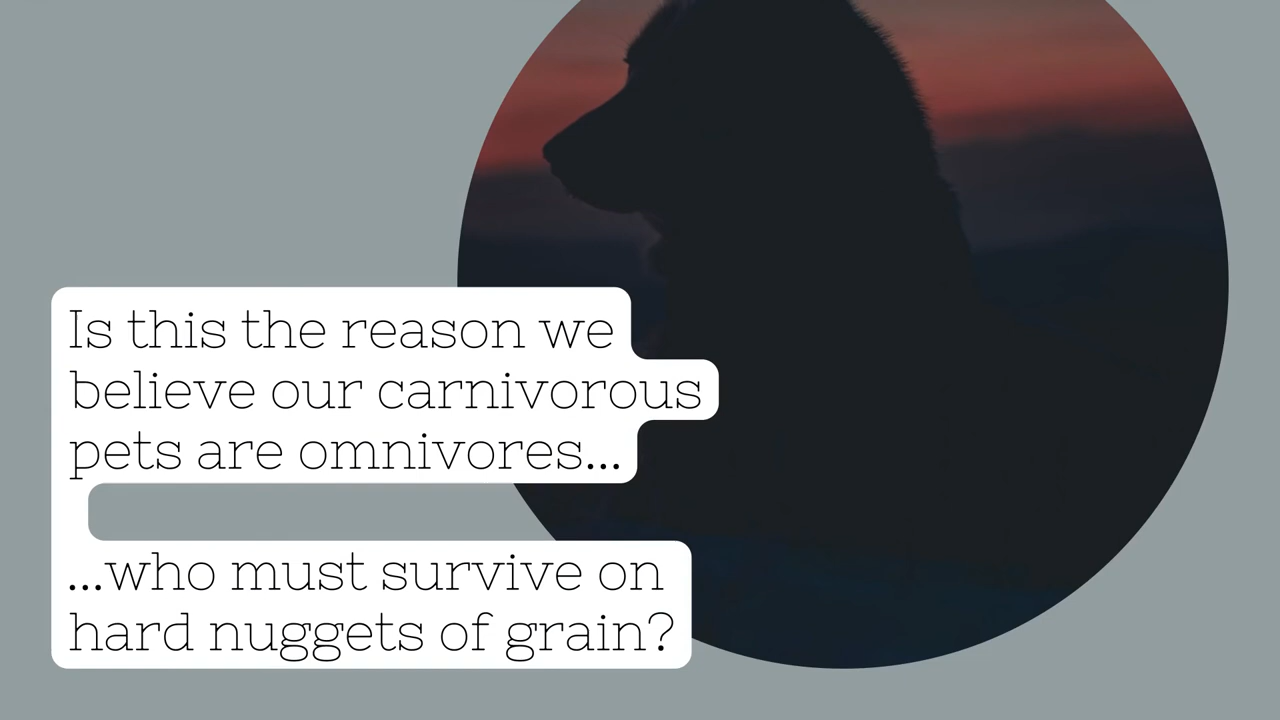 Is this the reason we
believe our carnivorous
pets are omnivores...
...who must survive on
hard nuggets of grain?